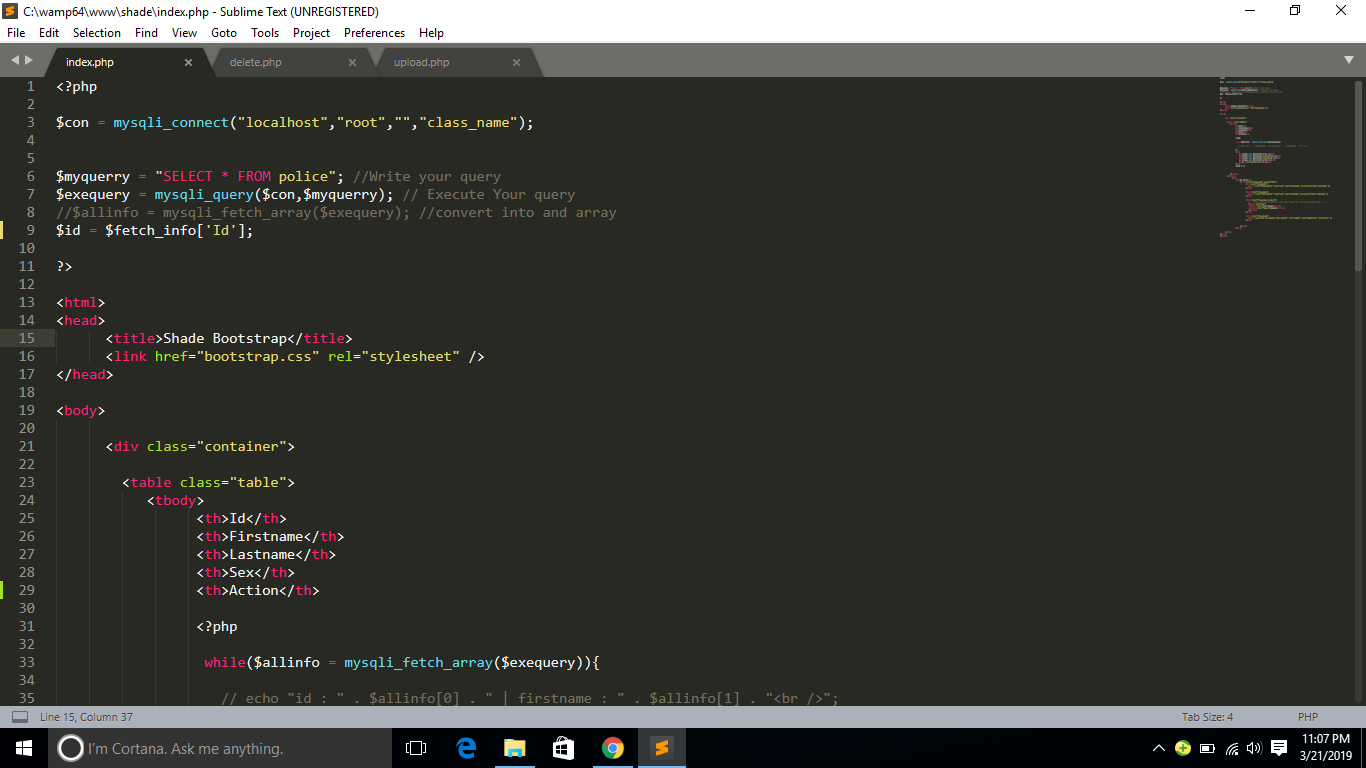 C:\wamp64\www\shade\index.php - Sublime Text (UNREGISTERED)
File Edit Selection Find View Goto Tools Project Preferences Help
index.php × delete.php × upload.php ×
1 <?php
2
3 $con = mysqli_connect("localhost","root","","class_name");
4
5
6 $myquerry = "SELECT * FROM police"; //Write your query
7 $exequery = mysqli_query($con,$myquerry); // Execute Your query
8 //$allinfo = mysqli_fetch_array($exequery); //convert into and array
9 $id = $fetch_info['Id'];
10
11 ?>
12
13 <html>
14 <head>
15 <title>Shade Bootstrap</title>
16 <link href="bootstrap.css" rel="stylesheet" />
17 </head>
18
19 <body>
20
21 <div class="container">
22
23 <table class="table">
24 <tbody>
25 <th>Id</th>
26 <th>Firstname</th>
27 <th>Lastname</th>
28 <th>Sex</th>
29 <th>Action</th>
30
31 <?php
32
33 while($allinfo = mysqli_fetch_array($exequery)){
34
35 // echo "id : " . $allinfo[0] . " | firstname : " . $allinfo[1] . "<br />";
Line 15, Column 37 Tab Size: 4 PHP
I'm Cortana. Ask me anything.
11:07 PM
3/21/2019